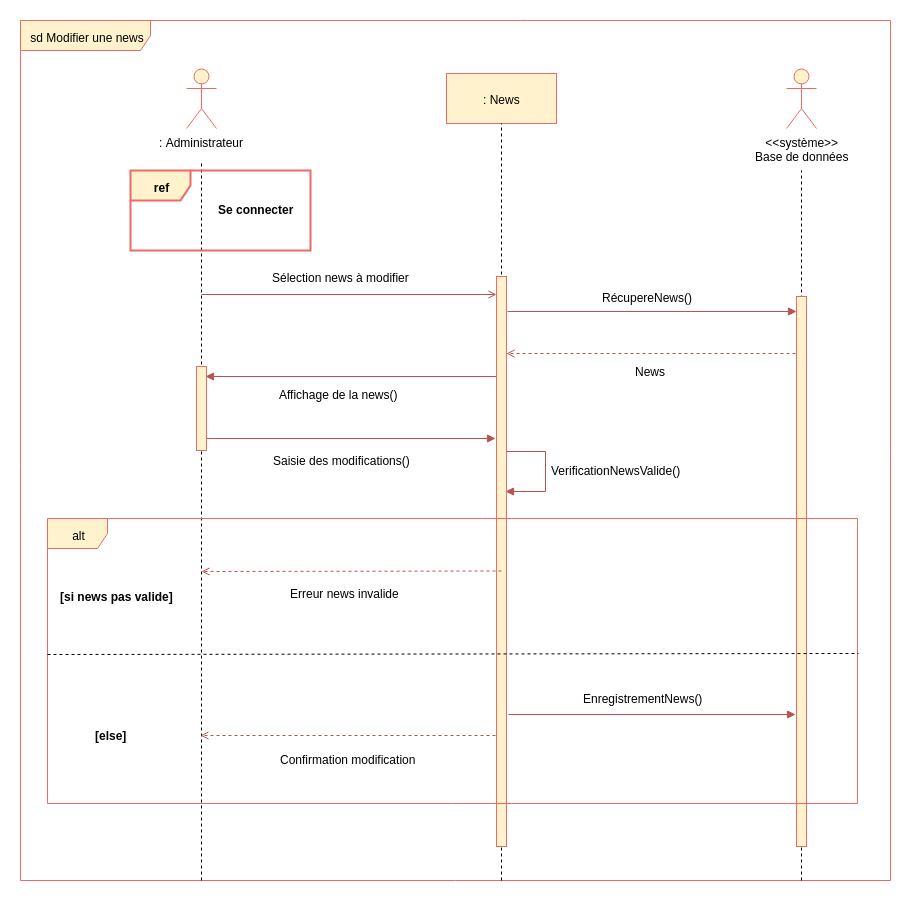 sd Modifier une news
: Administrateur
: News
<<système>>
Base de données
ref
Se connecter
Sélection news à modifier
RécupereNews()
News
Affichage de la news()
Saisie des modifications()
VerificationNewsValide()
alt
Erreur news invalide
[si news pas valide]
EnregistrementNews()
[else]
Confirmation modification